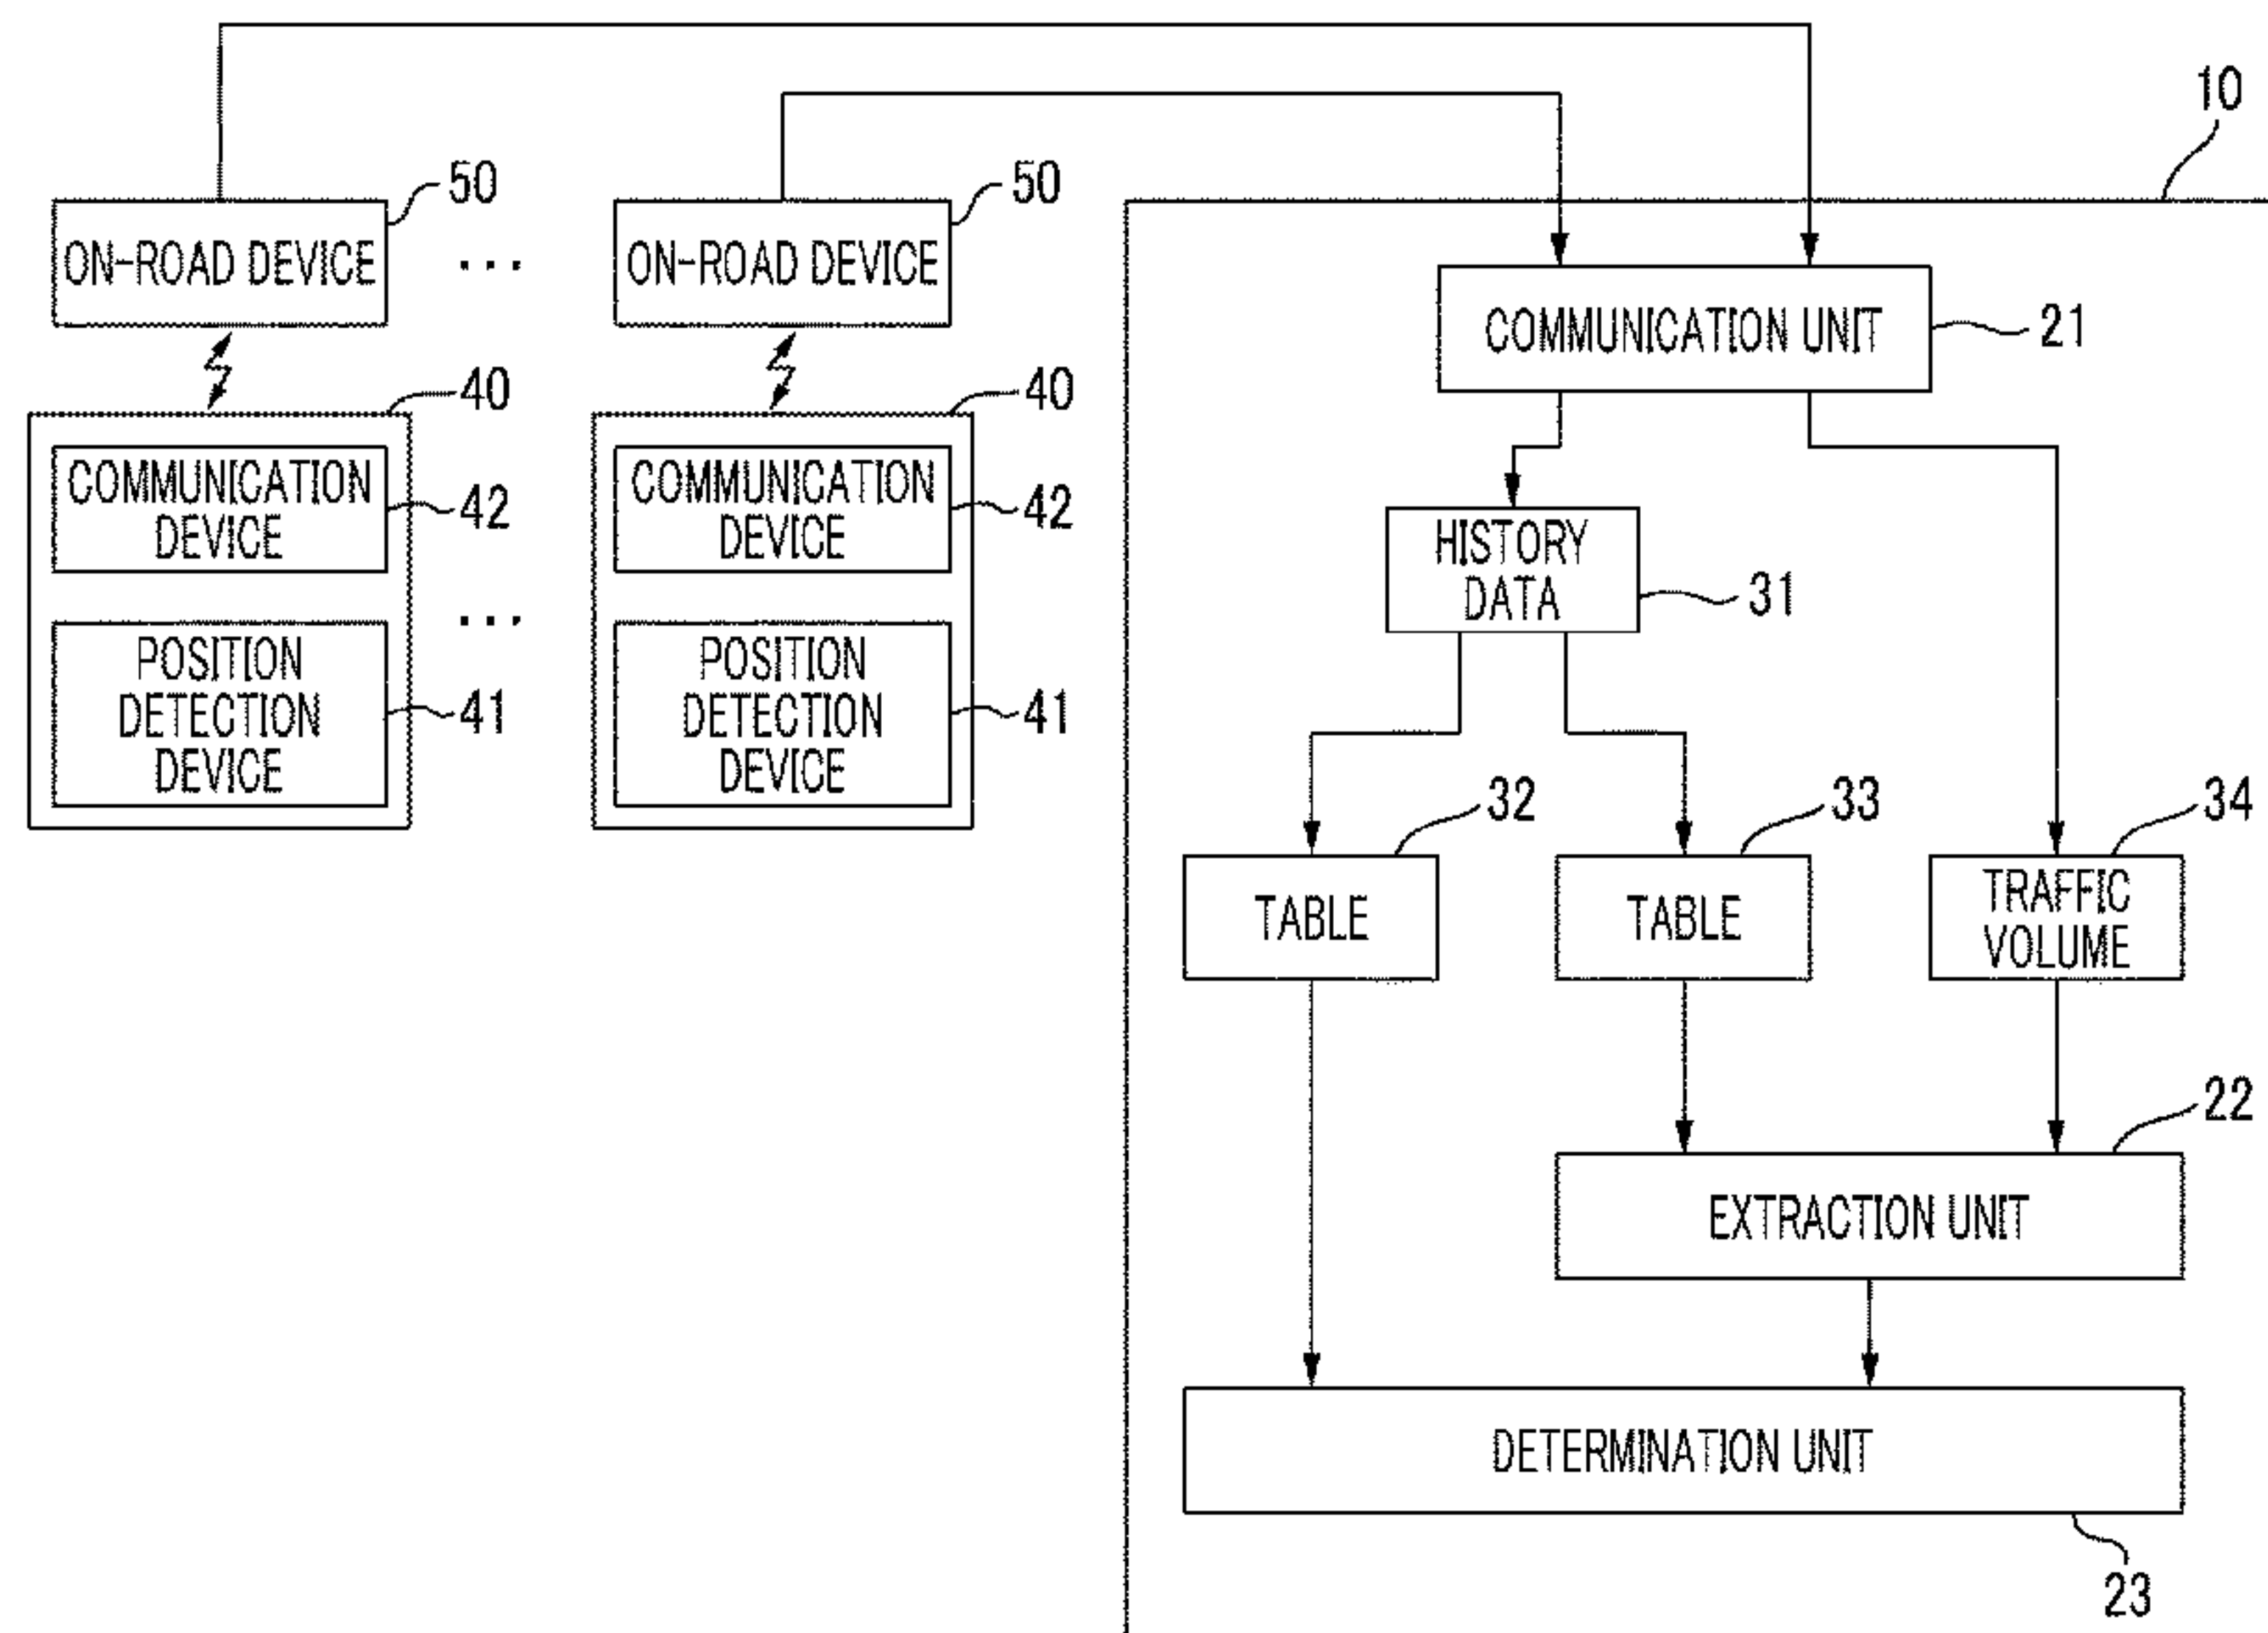 10
50
50
ON-ROAD DEVICE
...
ON-ROAD DEVICE
COMMUNICATION UNIT
21
40
40
COMMUNICATION
DEVICE
42
COMMUNICATION
DEVICE
42
HISTORY
DATA
31
...
POSITION
DETECTION
DEVICE
41
POSITION
DETECTION
DEVICE
41
32
33
34
TABLE
TABLE
TRAFFIC
VOLUME
22
EXTRACTION UNIT
DETERMINATION UNIT
23